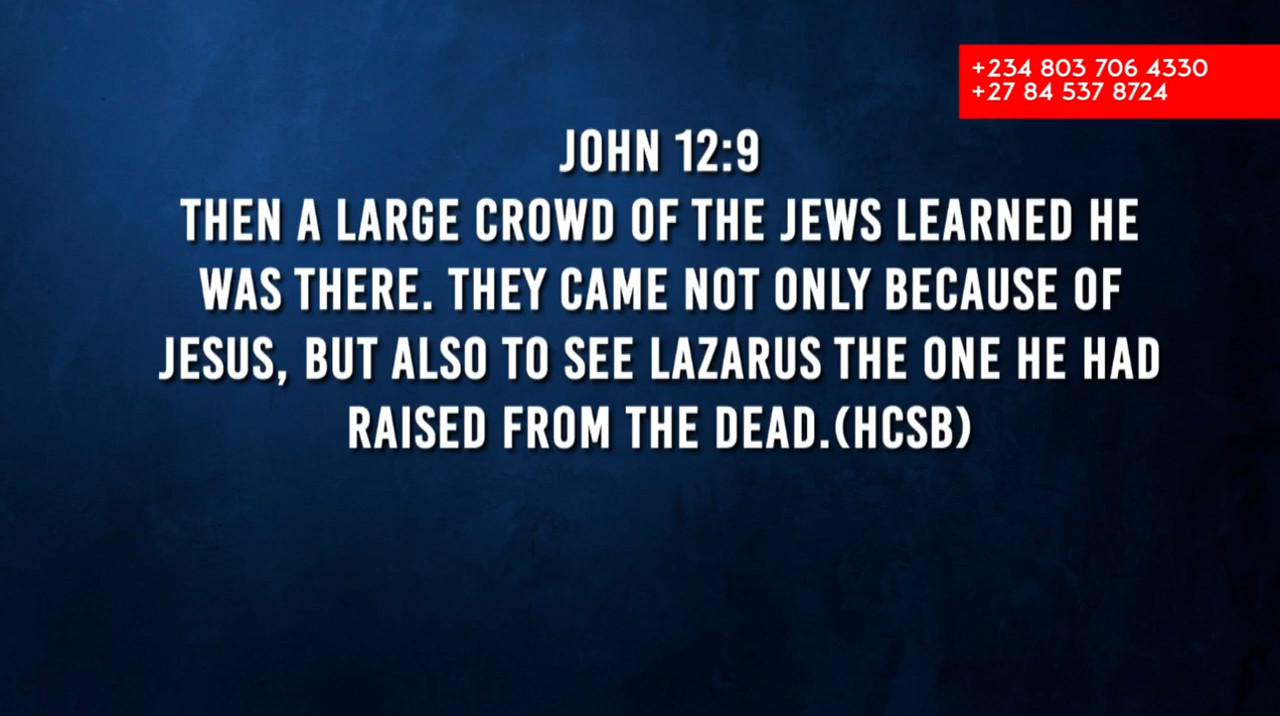 +234 803 706 4330
+27 84 537 8724
JOHN 12:9
THEN A LARGE CROWD OF THE JEWS LEARNED HE
WAS THERE. THEY CAME NOT ONLY BECAUSE OF
JESUS, BUT ALSO TO SEE LAZARUS THE ONE HE HAD
RAISED FROM THE DEAD.(HCSB)